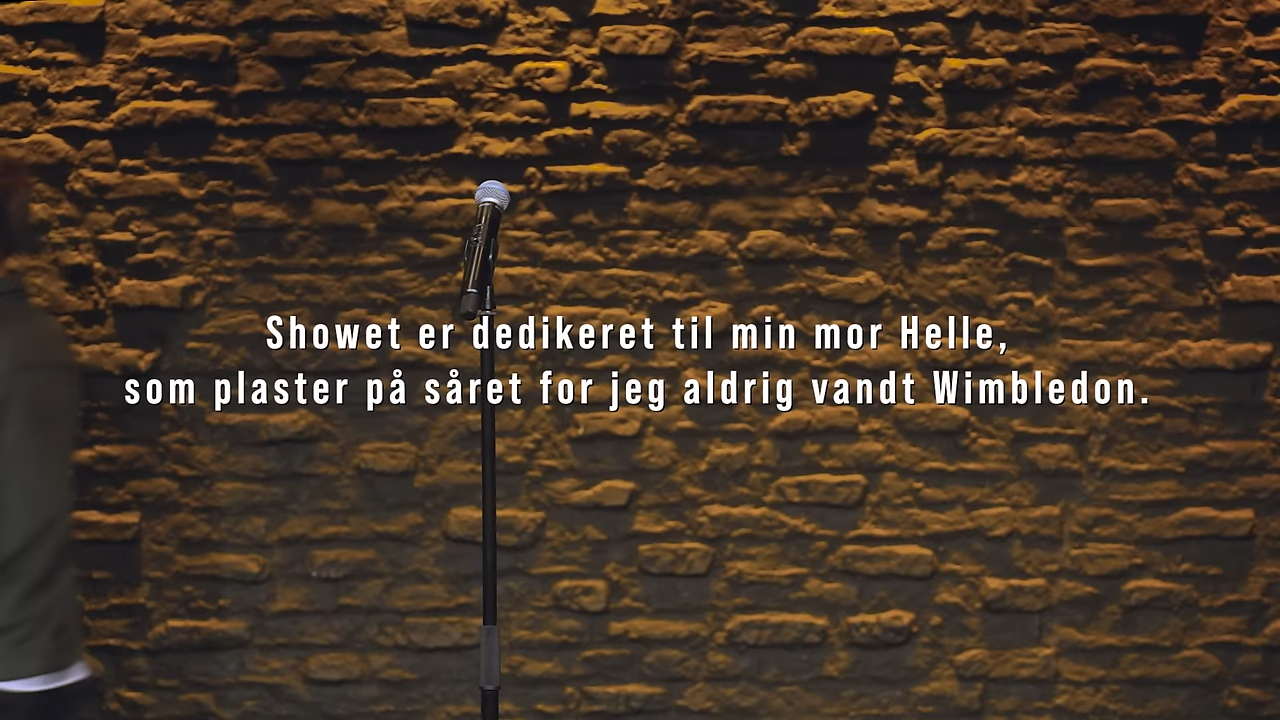 Showet er dedikeret til min mor Helle,
som plaster på såret for jeg aldrig vandt Wimbledon.